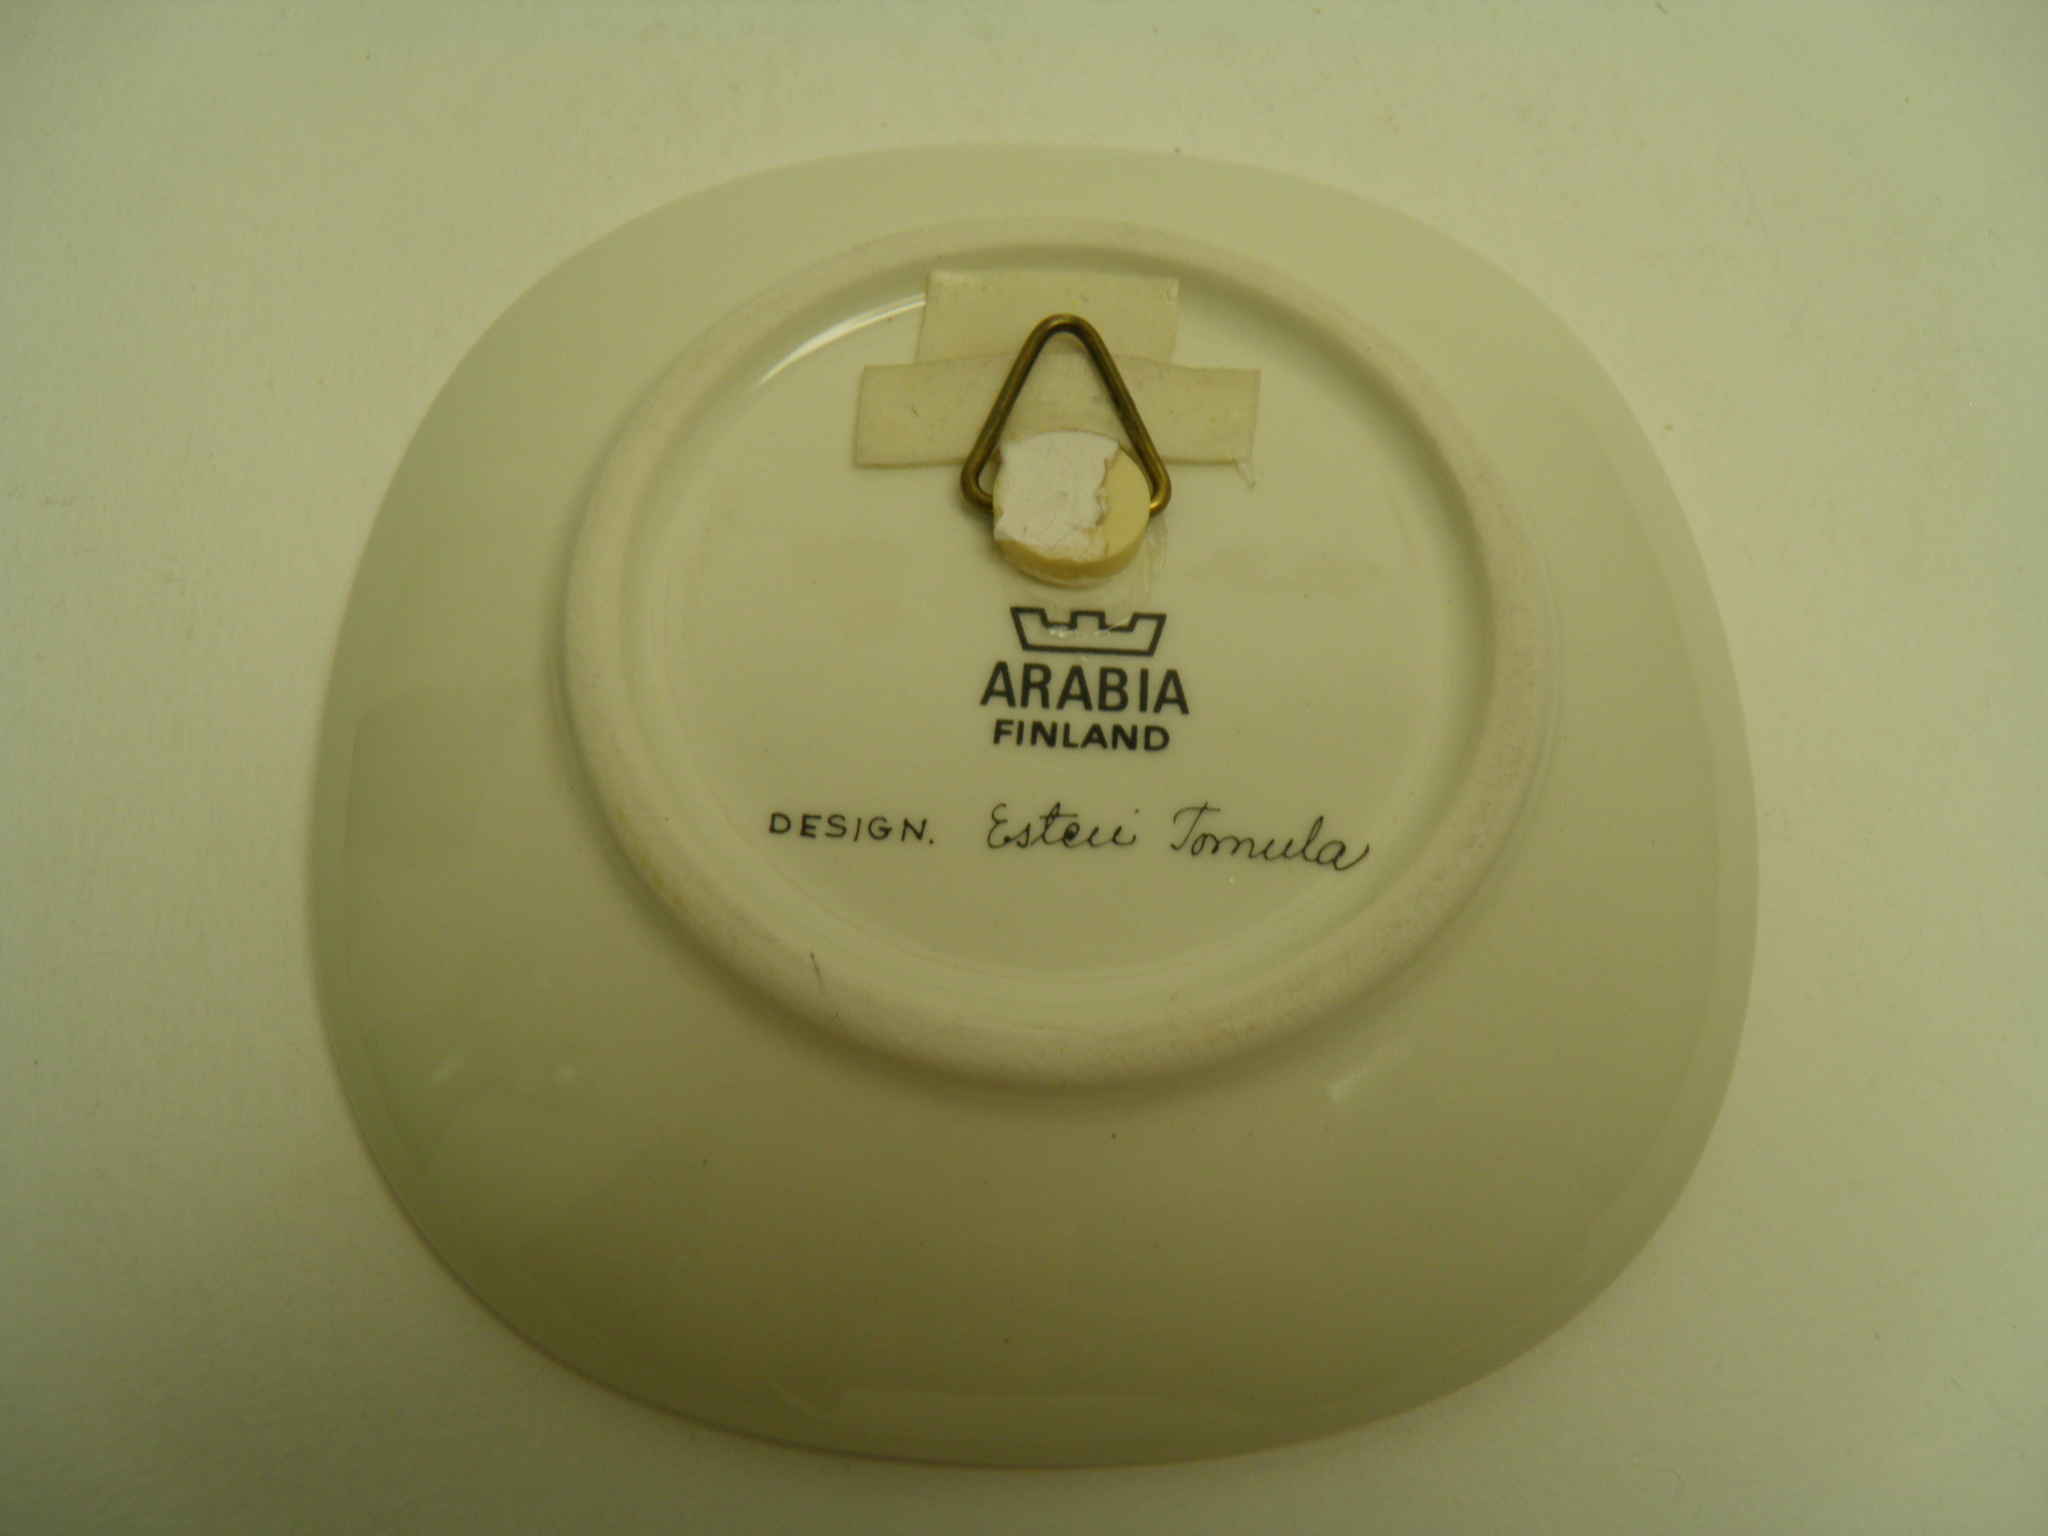 ARABIA
FINLAND
DESIGN. Esteri Tomula